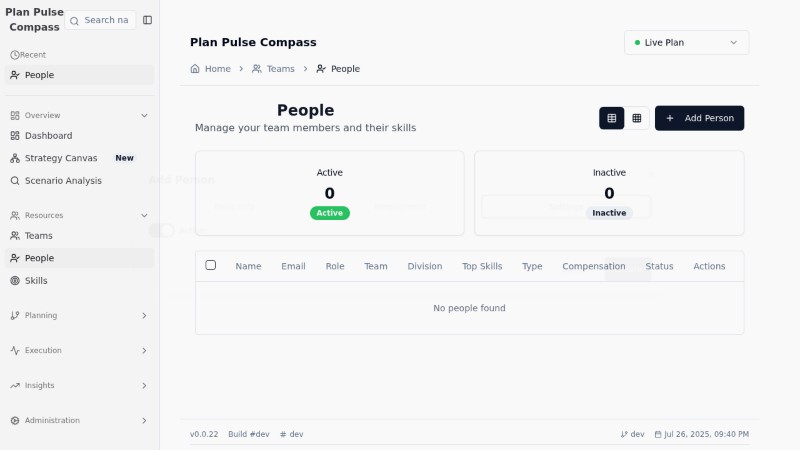 Plan Pulse
Compass
Search na
Recent
People
Overview
Dashboard
Strategy Canvas New
Scenario Analysis
Resources
Teams
People
Skills
Planning
Execution
Insights
Administration
Plan Pulse Compass
Live Plan
Home > Teams > People
People
Manage your team members and their skills
Add Person
Add Person
Active
0
Active
Inactive
0
Inactive
Name Email Role Team Division Top Skills Type Compensation Status Actions
No people found
v0.0.22 Build #dev # dev
dev Jul 26, 2025, 09:40 PM